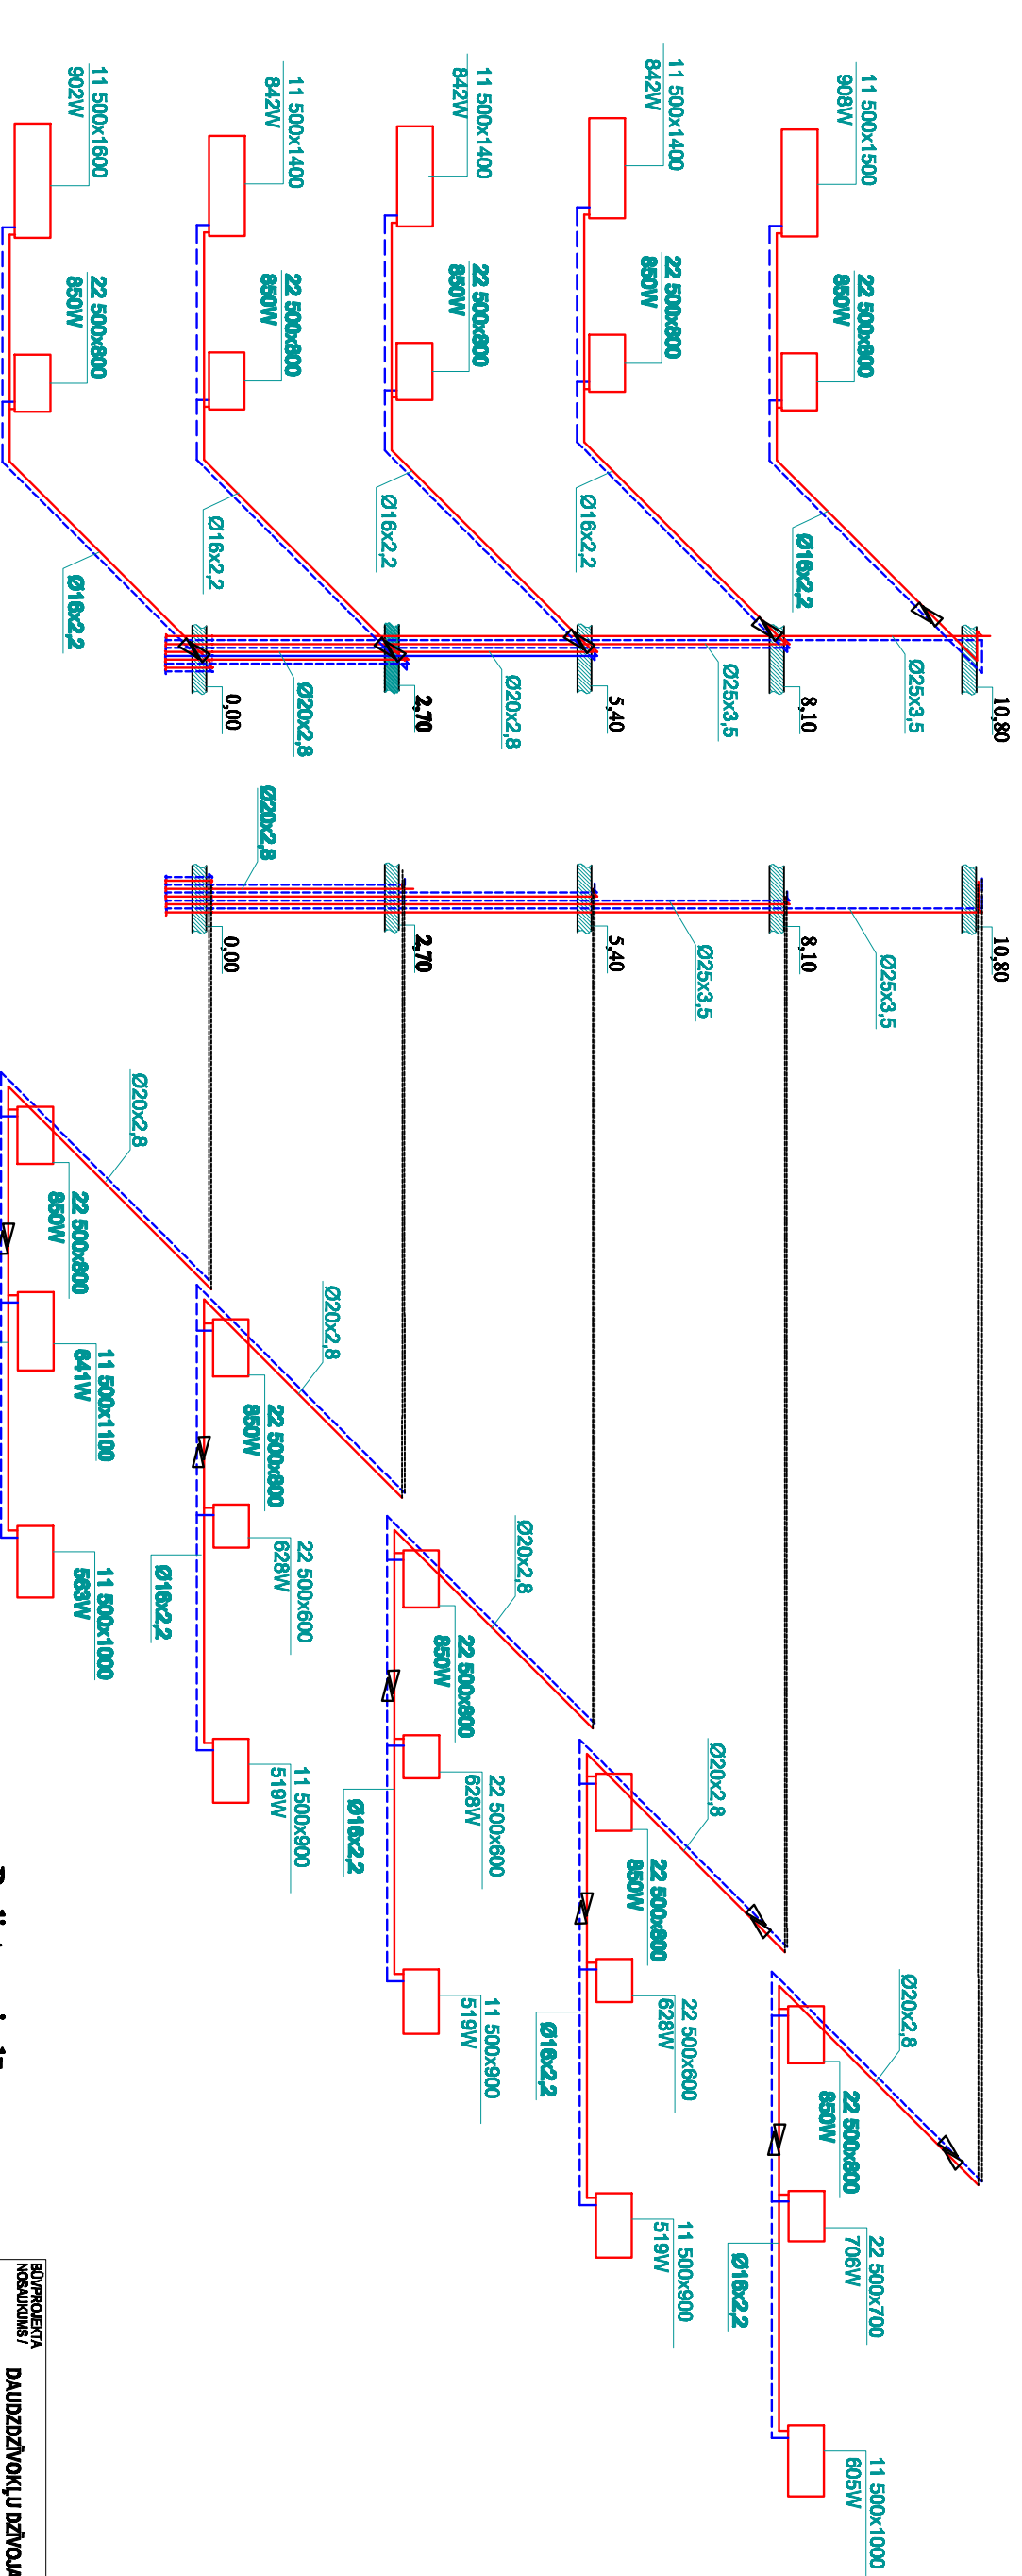 10,80
10,80
11 500x1500
908W
22 500x800
850W
Ø16x2,2
Ø25x3,5
Ø25x3,5
Ø20x2,8
22 500x800
850W
22 500x700
706W
11 500x1000
605W
Ø16x2,2
8,10
8,10
11 500x1400
842W
22 500x800
850W
Ø16x2,2
Ø25x3,5
Ø25x3,5
Ø20x2,8
22 500x800
850W
22 500x600
628W
11 500x900
519W
Ø16x2,2
5,40
5,40
11 500x1400
842W
22 500x800
850W
Ø16x2,2
Ø20x2,8
Ø20x2,8
22 500x800
850W
22 500x600
628W
11 500x900
519W
Ø16x2,2
2,70
2,70
11 500x1400
842W
22 500x800
850W
Ø16x2,2
Ø20x2,8
Ø20x2,8
Ø20x2,8
22 500x800
850W
22 500x600
628W
11 500x900
519W
Ø16x2,2
0,00
0,00
11 500x1600
902W
22 500x800
850W
Ø16x2,2
Ø20x2,8
22 500x800
850W
11 500x1100
641W
11 500x1000
563W
BŪVPROJEKTA
NOSAUKUMS /
DAUDZDZĪVOKĻU DZĪVOJA